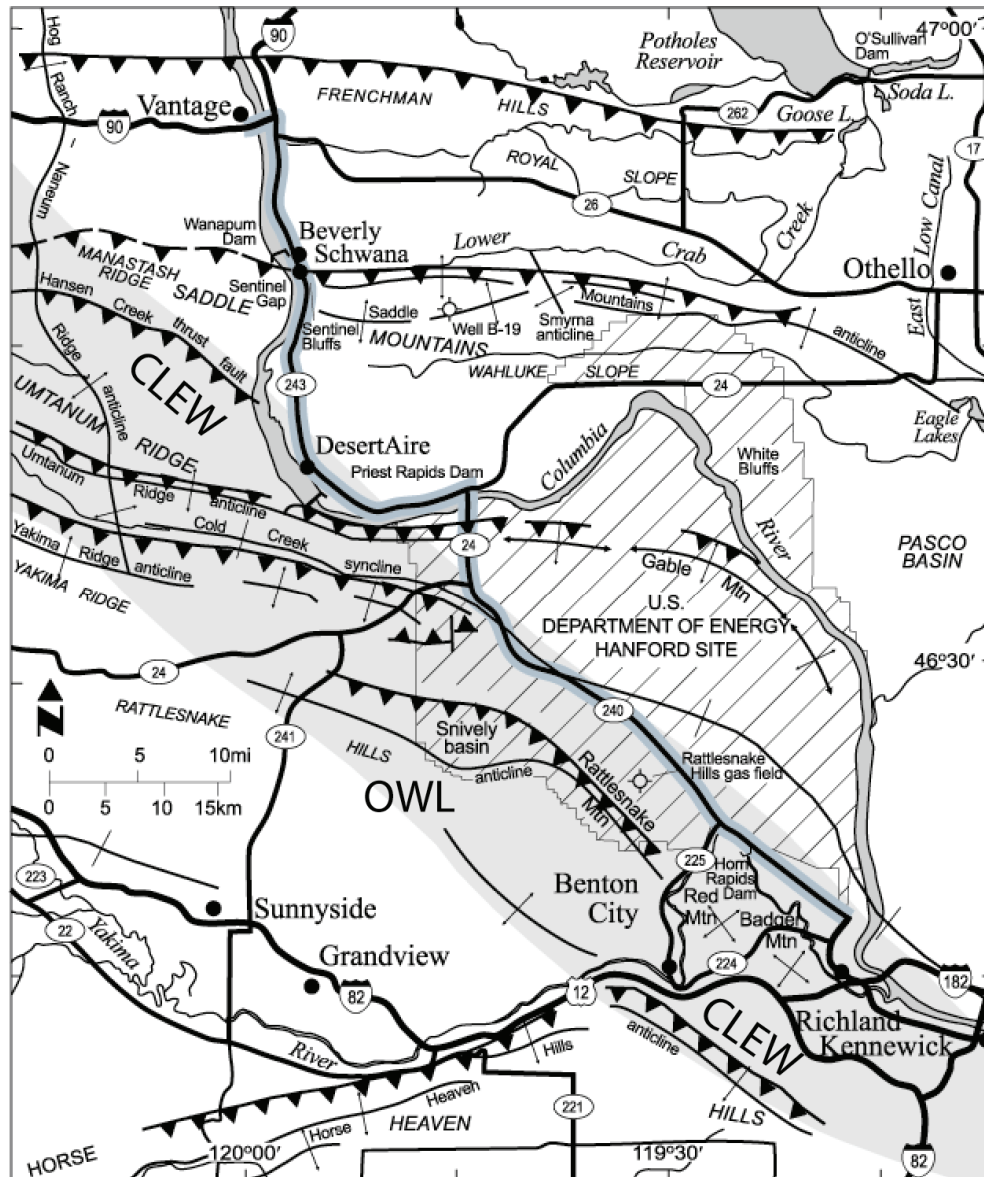 Hog
Ranch
–
Naneum
Ridge
anticline
90
47°00'
O'Sullivan
Dam
Potholes
Reservoir
Soda L.
Vantage
FRENCHMAN
HILLS
262
Goose L.
90
17
ROYAL
SLOPE
26
Creek
East Low Canal
Wanapum
Dam
Beverly
Schwana
Lower
Crab
Othello
MANASTASH
RIDGE
SADDLE
Sentinel
Gap
Mountains
Hansen
Creek
thrust
fault
Sentinel
Bluffs
Saddle
Well B-19
Smyrna
anticline
anticline
MOUNTAINS
WAHLUKE
SLOPE
24
CLEW
243
UMTANUM
RIDGE
Eagle
Lakes
DesertAire
Priest Rapids Dam
Columbia
River
White
Bluffs
Umtanum
Ridge
anticline
Cold
Creek
syncline
24
Gable
Mtn
PASCO
BASIN
Yakima
Ridge
anticline
YAKIMA RIDGE
U.S.
DEPARTMENT OF ENERGY
HANFORD SITE
46°30'
24
N
RATTLESNAKE
HILLS
anticline
241
240
0
5
10mi
0
5
10
15km
Snively
basin
Rattlesnake
Mtn
Rattlesnake
Hills gas field
OWL
225
Horn
Rapids
Dam
Benton
City
Red
Mtn
Badger
Mtn
223
Sunnyside
22
Yakima
River
Grandview
224
82
12
182
CLEW
Richland
Kennewick
anticline
Hills
HILLS
Heaven
Horse
HEAVEN
221
HORSE
120°00'
119°30'
82